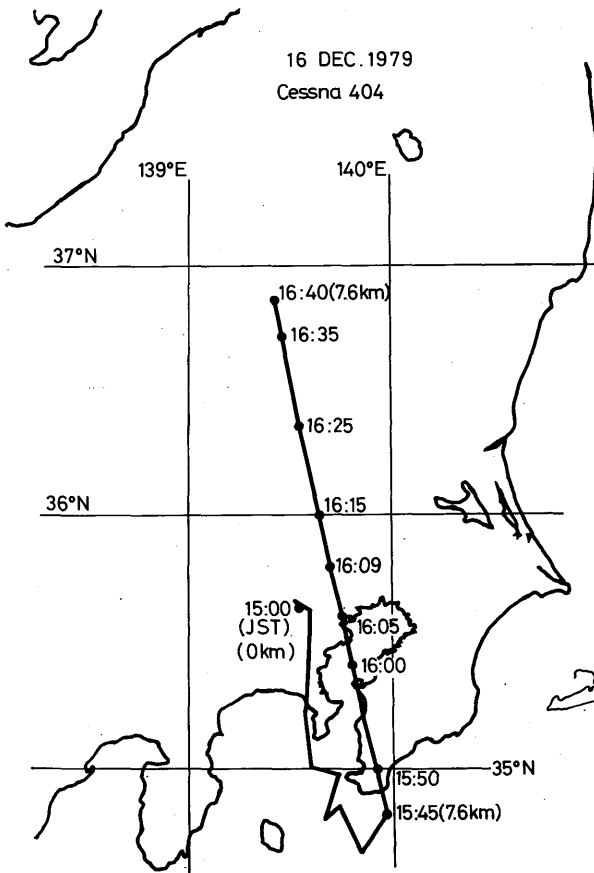 16 DEC.1979
Cessna 404
139°E
140°E
37°N
16:40(7.6km)
16:35
16:25
36°N
16:15
16:09
15:00
(JST)
(0km)
16:05
16:00
35°N
15:50
15:45(7.6km)